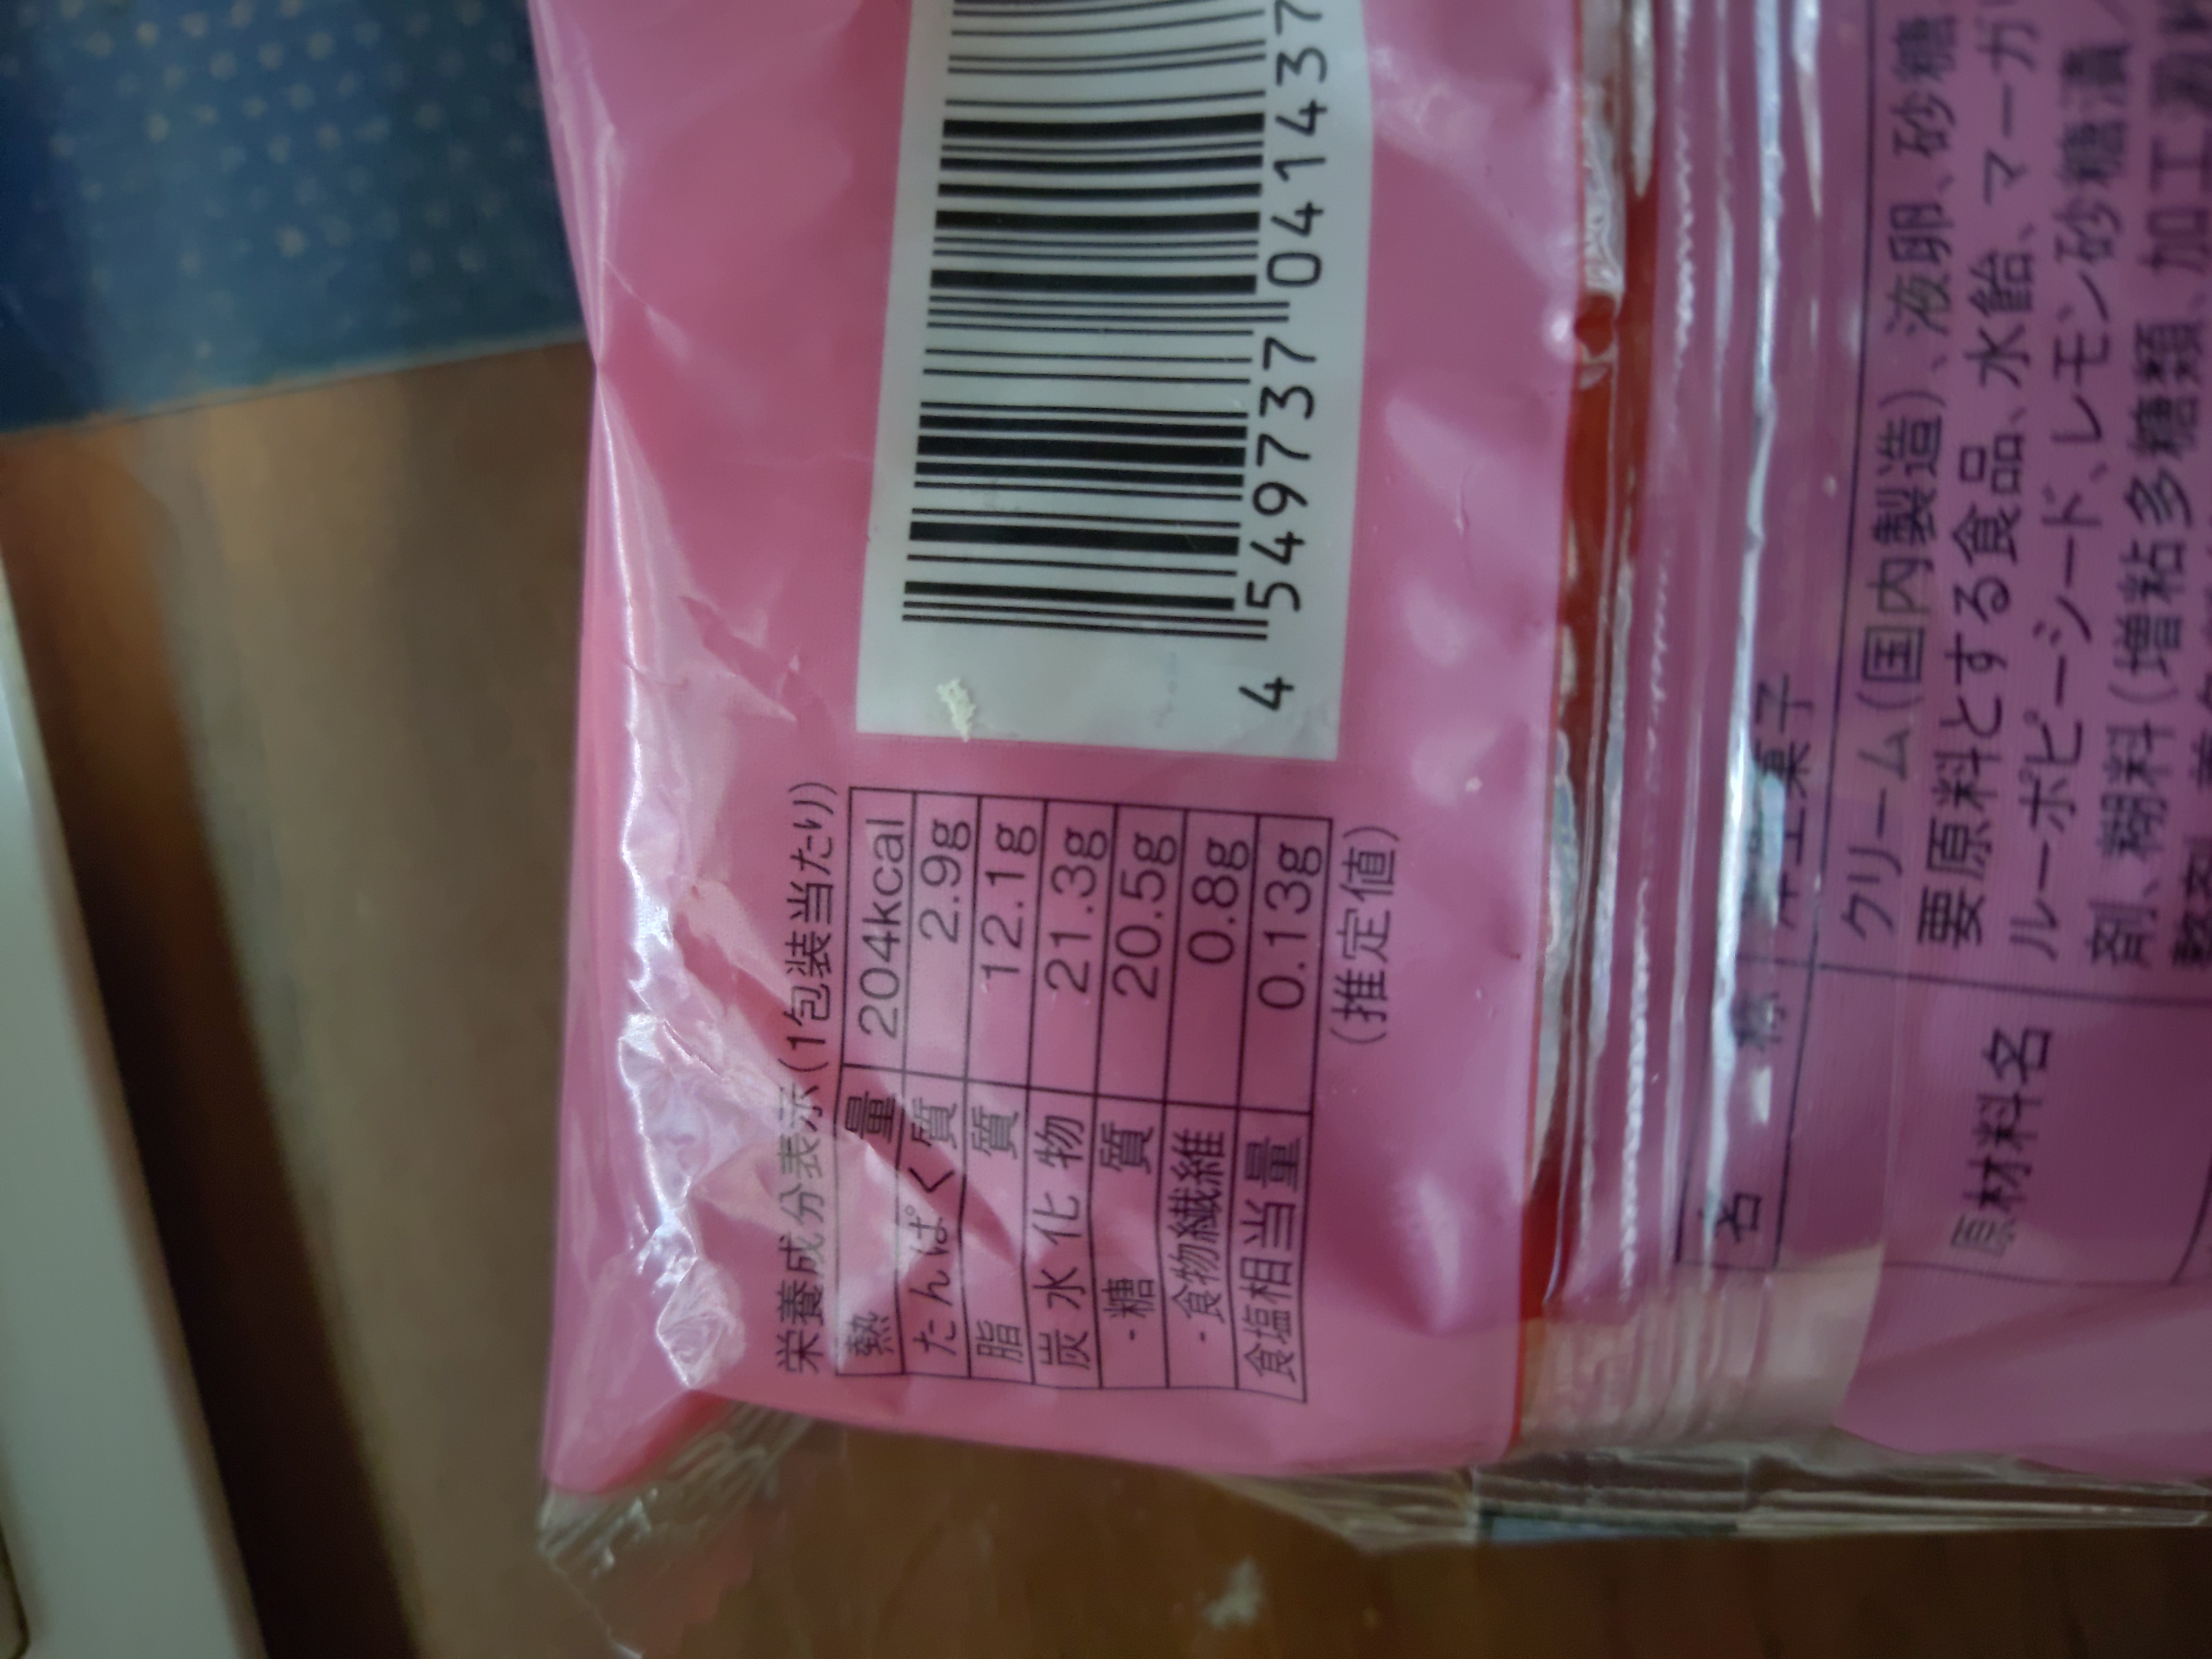 栄養成分表示(1包装当たり)
熱量 204kcal
たんぱく質 2.9g
脂質 12.1g
炭水化物 21.3g
・糖質 20.5g
・食物繊維 0.8g
食塩相当量 0.13g
(推定値)
4 549737 041437
名称 洋生菓子
原材料名 クリーム(国内製造)、液卵、砂糖、
要原料とする食品、水飴、マーガ
ルーポピーシード、レモン砂糖漬/
剤、糊料(増粘多糖類、加工